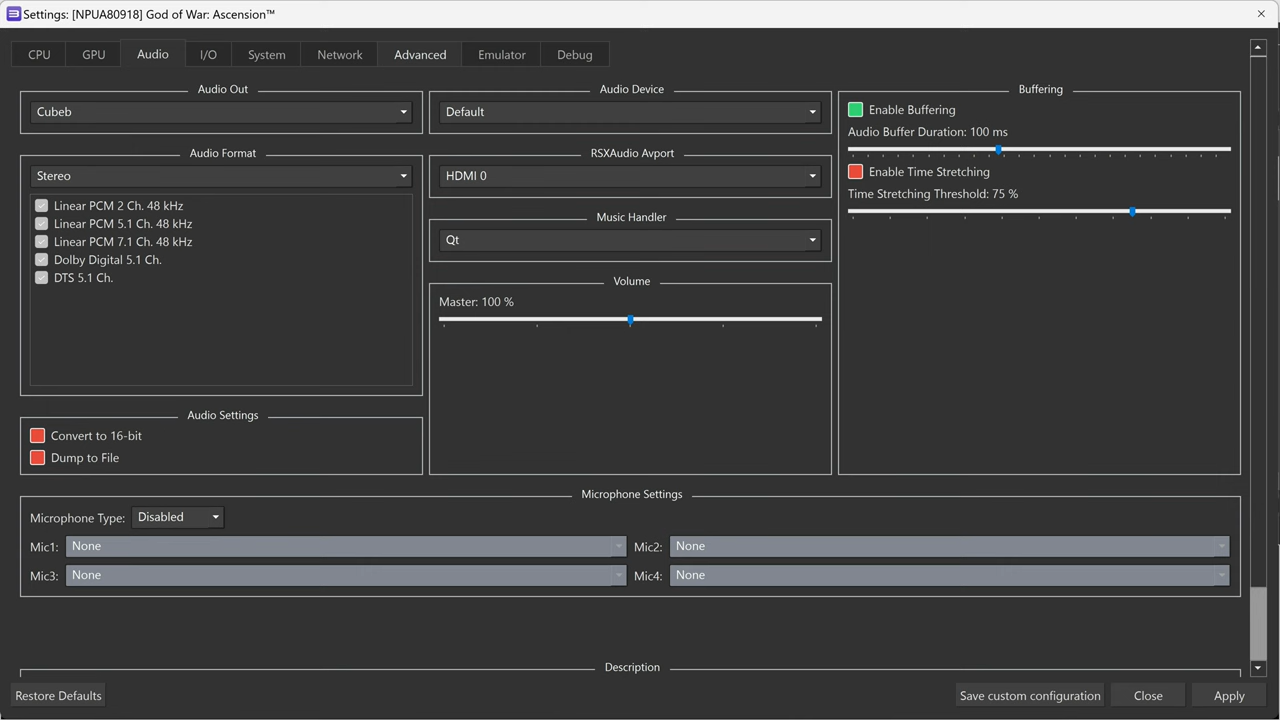 Settings: [NPUA80918] God of War: Ascension™
CPU
GPU
Audio
I/O
System
Network
Advanced
Emulator
Debug
Audio Out
Cubeb
Audio Format
Stereo
Linear PCM 2 Ch. 48 kHz
Linear PCM 5.1 Ch. 48 kHz
Linear PCM 7.1 Ch. 48 kHz
Dolby Digital 5.1 Ch.
DTS 5.1 Ch.
Audio Settings
Convert to 16-bit
Dump to File
Audio Device
Default
RSXAudio Avport
HDMI 0
Music Handler
Qt
Volume
Master: 100 %
Buffering
Enable Buffering
Audio Buffer Duration: 100 ms
Enable Time Stretching
Time Stretching Threshold: 75 %
Microphone Settings
Microphone Type: Disabled
Mic1: None
Mic2: None
Mic3: None
Mic4: None
Description
Restore Defaults
Save custom configuration
Close
Apply